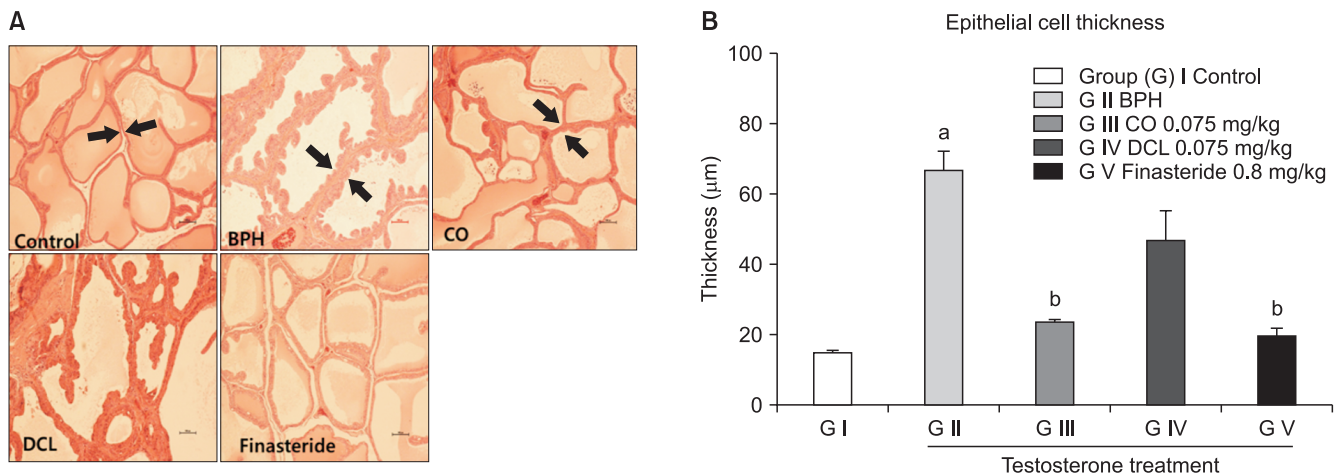 A
Control
BPH
CO
DCL
Finasteride
B
Epithelial cell thickness
Thickness (μm)
100
80
60
40
20
0
Group (G) I Control
G II BPH
G III CO 0.075 mg/kg
G IV DCL 0.075 mg/kg
G V Finasteride 0.8 mg/kg
a
b
b
G I
G II
G III
G IV
G V
Testosterone treatment